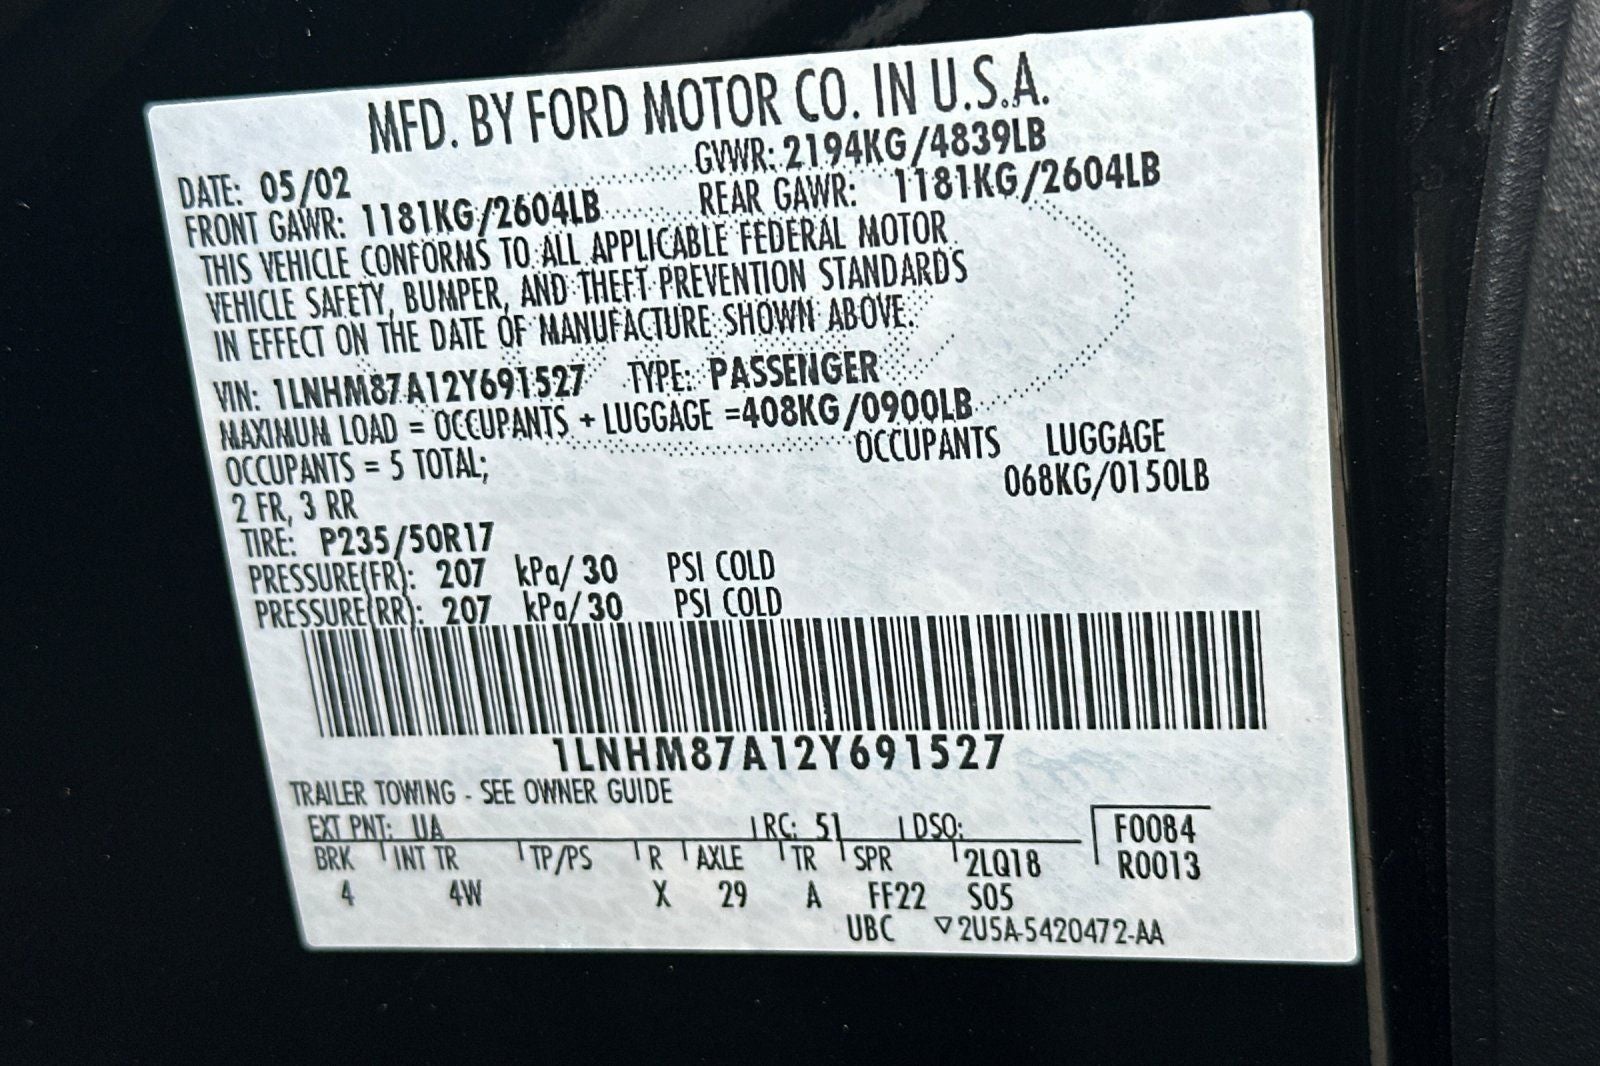 MFD. BY FORD MOTOR CO. IN U.S.A.
DATE: 05/02 GVWR: 2194KG/4839LB
FRONT GAWR: 1181KG/2604LB REAR GAWR: 1181KG/2604LB
THIS VEHICLE CONFORMS TO ALL APPLICABLE FEDERAL MOTOR
VEHICLE SAFETY, BUMPER, AND THEFT PREVENTION STANDARDS
IN EFFECT ON THE DATE OF MANUFACTURE SHOWN ABOVE.
VIN: 1LNHM87A12Y691527 TYPE: PASSENGER
MAXIMUM LOAD = OCCUPANTS + LUGGAGE =408KG/0900LB
OCCUPANTS = 5 TOTAL; OCCUPANTS LUGGAGE
2 FR, 3 RR 068KG/0150LB
TIRE: P235/50R17
PRESSURE(FR): 207 kPa/ 30 PSI COLD
PRESSURE(RR): 207 kPa/ 30 PSI COLD
1LNHM87A12Y691527
TRAILER TOWING - SEE OWNER GUIDE
EXT PNT: UA RC: 51 DSO: F0084
BRK INT TR TP/PS R AXLE TR SPR 2LQ18 R0013
4 4W X 29 A FF22 S05
UBC ▽2U5A-5420472-AA